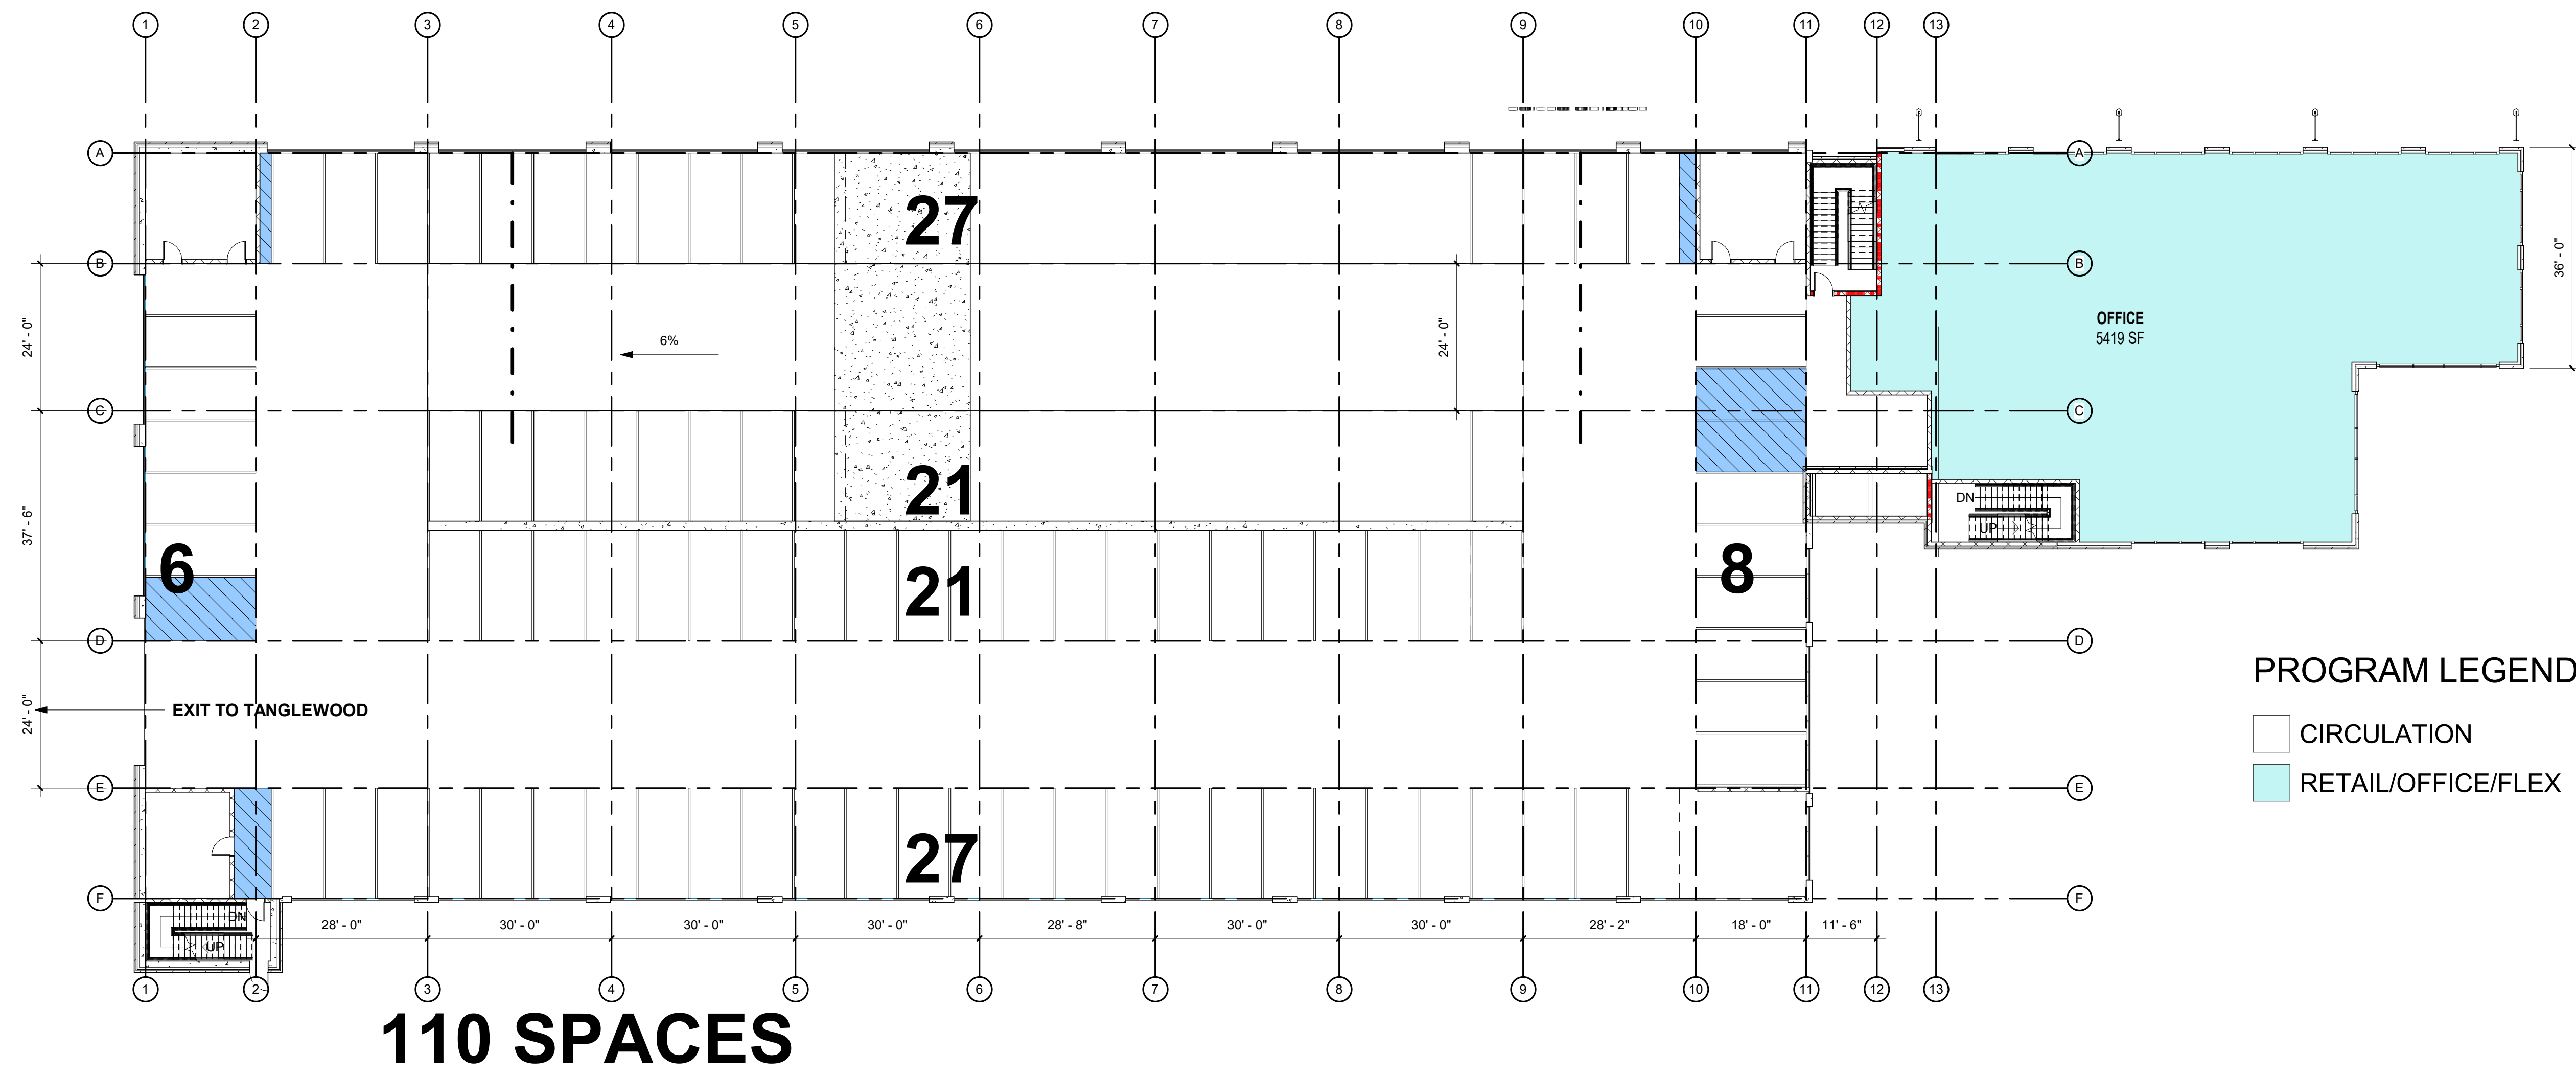 1 2 3 4 5 6 7 8 9 10 11 12 13
A A
27
B B
36' - 0"
OFFICE
5419 SF
24' - 0"
6%
24' - 0"
C C
21
DN
UP
37' - 6"
6
21
8
D D
PROGRAM LEGEND
EXIT TO TANGLEWOOD
24' - 0"
CIRCULATION
RETAIL/OFFICE/FLEX
E E
27
F F
DN
UP
28' - 0" 30' - 0" 30' - 0" 30' - 0" 28' - 8" 30' - 0" 30' - 0" 28' - 2" 18' - 0" 11' - 6"
1 2 3 4 5 6 7 8 9 10 11 12 13
110 SPACES